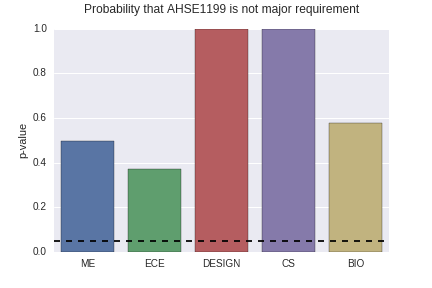 Probability that AHSE1199 is not major requirement
1.0
0.8
0.6
0.4
0.2
0.0
p-value
ME ECE DESIGN CS BIO